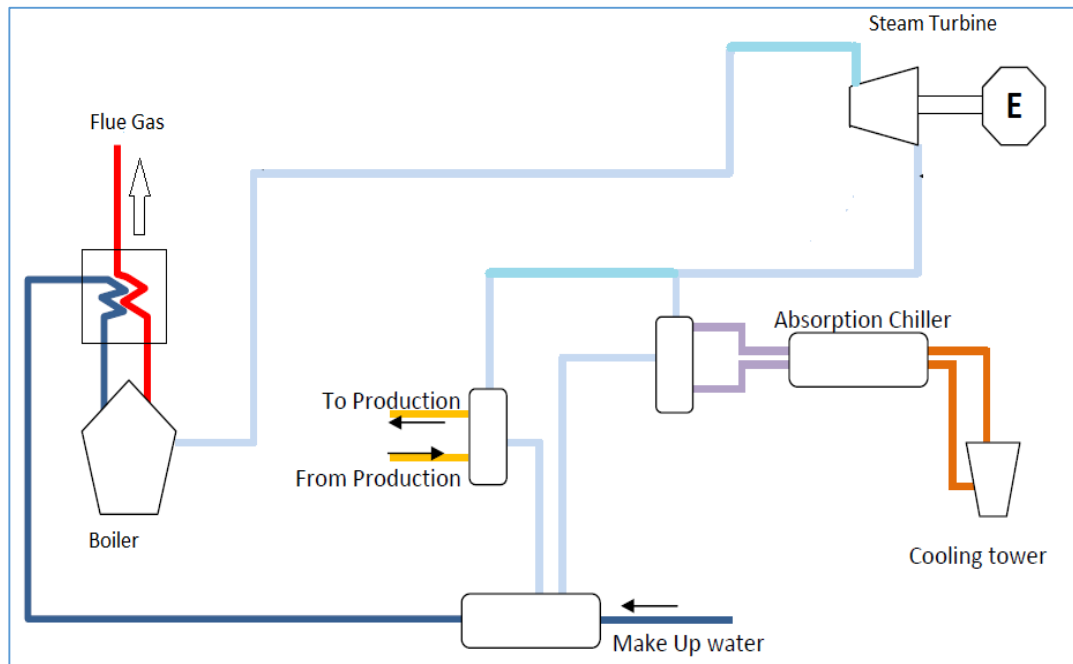 Steam Turbine
E
Flue Gas
Absorption Chiller
To Production
From Production
Boiler
Cooling tower
Make Up water